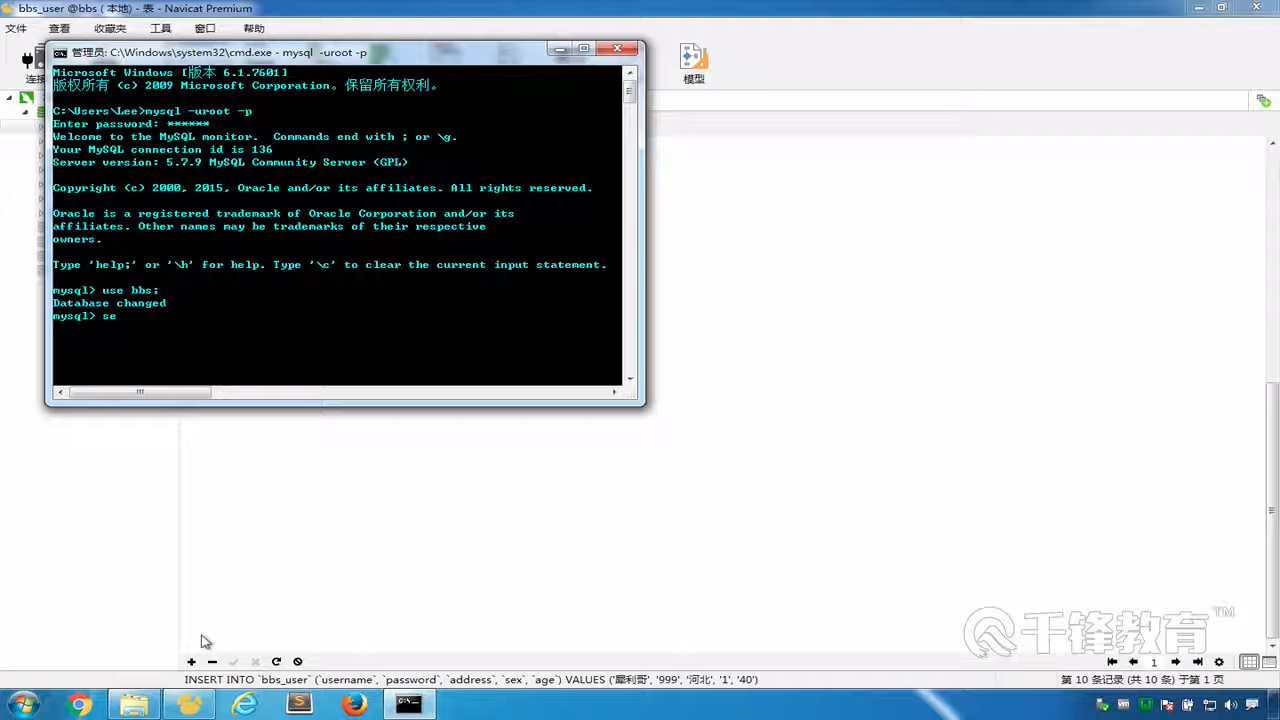 bbs_user @bbs (本地) - 表 - Navicat Premium
文件 查看 收藏夹 工具 窗口 帮助
管理员: C:\Windows\system32\cmd.exe - mysql -uroot -p
模型
Microsoft Windows [版本 6.1.7601]
版权所有 (c) 2009 Microsoft Corporation。保留所有权利。
C:\Users\Lee>mysql -uroot -p
Enter password: ******
Welcome to the MySQL monitor.  Commands end with ; or \g.
Your MySQL connection id is 136
Server version: 5.7.9 MySQL Community Server (GPL)
Copyright (c) 2000, 2015, Oracle and/or its affiliates. All rights reserved.
Oracle is a registered trademark of Oracle Corporation and/or its
affiliates. Other names may be trademarks of their respective
owners.
Type 'help;' or '\h' for help. Type '\c' to clear the current input statement.
mysql> use bbs;
Database changed
mysql> se
千锋教育™
1
INSERT INTO `bbs_user` (`username`, `password`, `address`, `sex`, `age`) VALUES ('犀利哥', '999', '河北', '1', '40')
第 10 条记录 (共 10 条) 于第 1 页